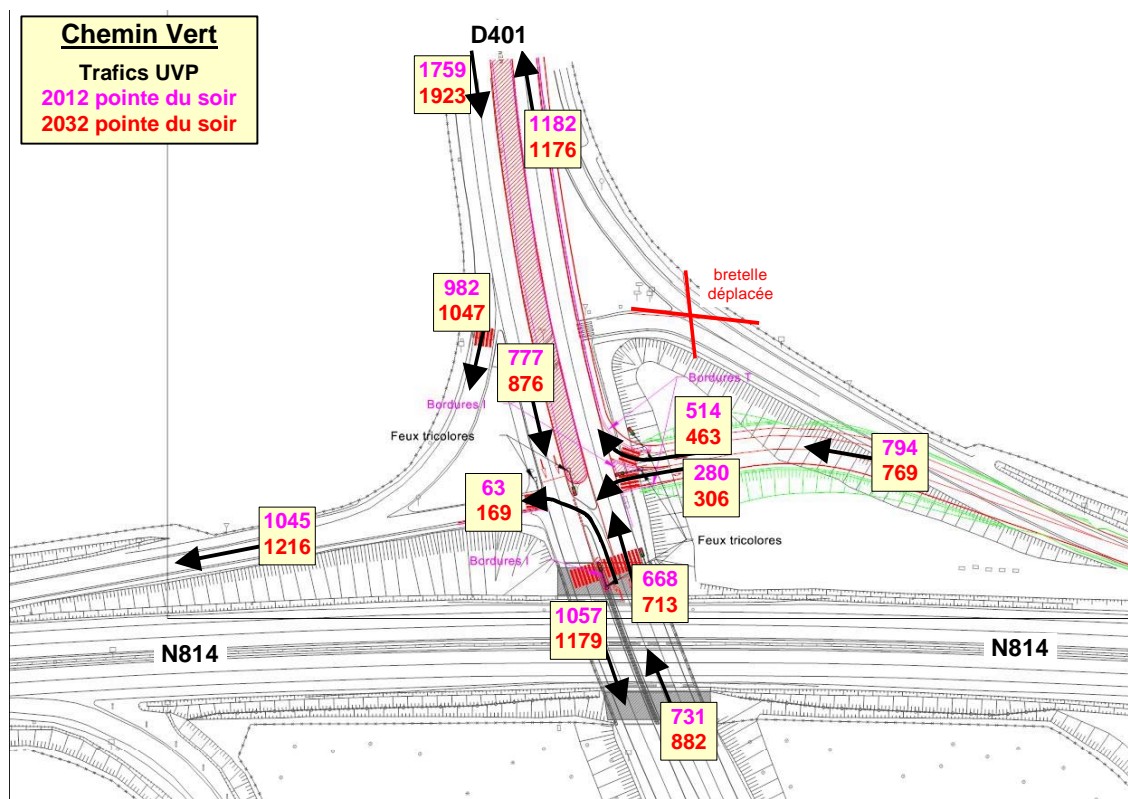 Chemin Vert
Trafics UVP
2012 pointe du soir
2032 pointe du soir
D401
1759
1923
1182
1176
bretelle
déplacée
982
1047
777
876
Bordures T
Bordures I
514
463
Feux tricolores
794
769
280
306
63
169
1045
1216
Feux tricolores
Bordures I
668
713
1057
1179
N814
N814
731
882